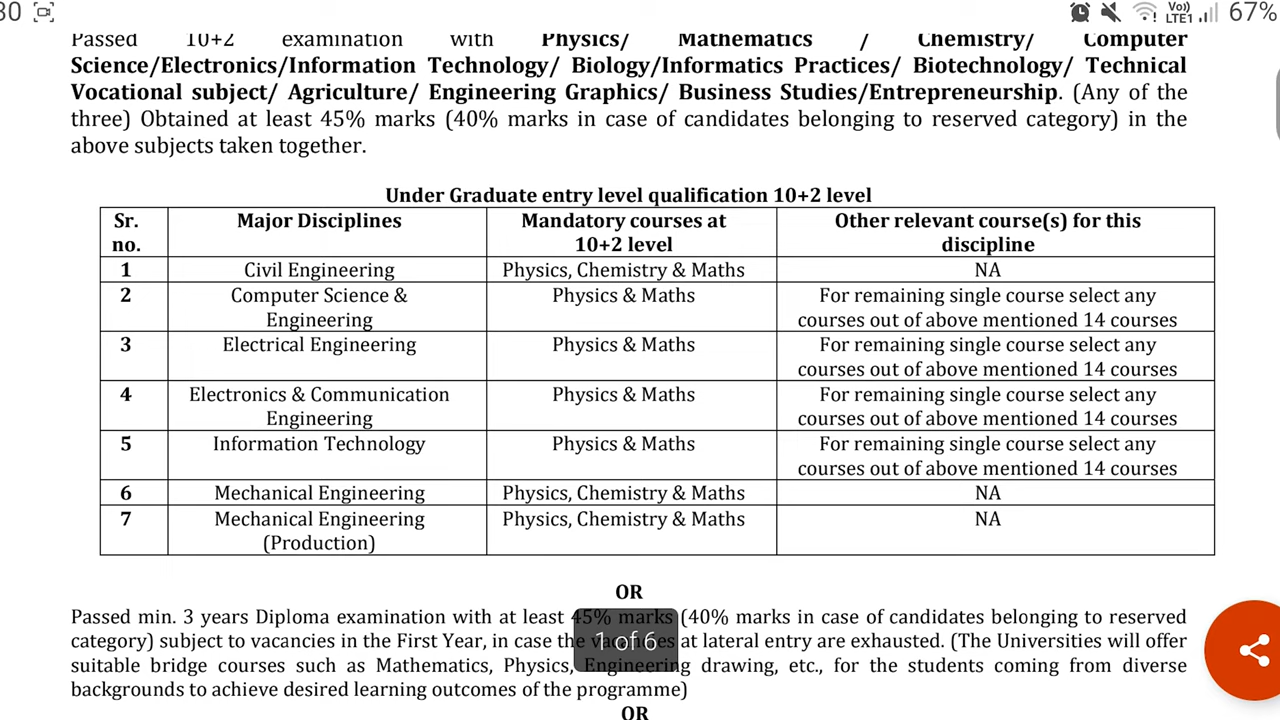 30
67%
Passed 10+2 examination with Physics/ Mathematics / Chemistry/ Computer
Science/Electronics/Information Technology/ Biology/Informatics Practices/ Biotechnology/ Technical
Vocational subject/ Agriculture/ Engineering Graphics/ Business Studies/Entrepreneurship. (Any of the
three) Obtained at least 45% marks (40% marks in case of candidates belonging to reserved category) in the
above subjects taken together.
Under Graduate entry level qualification 10+2 level
Sr. no. Major Disciplines Mandatory courses at 10+2 level Other relevant course(s) for this discipline
1 Civil Engineering Physics, Chemistry & Maths NA
2 Computer Science & Physics & Maths For remaining single course select any
Engineering courses out of above mentioned 14 courses
3 Electrical Engineering Physics & Maths For remaining single course select any
courses out of above mentioned 14 courses
4 Electronics & Communication Physics & Maths For remaining single course select any
Engineering courses out of above mentioned 14 courses
5 Information Technology Physics & Maths For remaining single course select any
courses out of above mentioned 14 courses
6 Mechanical Engineering Physics, Chemistry & Maths NA
7 Mechanical Engineering Physics, Chemistry & Maths NA
(Production)
OR
Passed min. 3 years Diploma examination with at least 45% marks (40% marks in case of candidates belonging to reserved
category) subject to vacancies in the First Year, in case the vacancies at lateral entry are exhausted. (The Universities will offer
1 of 6
suitable bridge courses such as Mathematics, Physics, Engineering drawing, etc., for the students coming from diverse
backgrounds to achieve desired learning outcomes of the programme)
OR